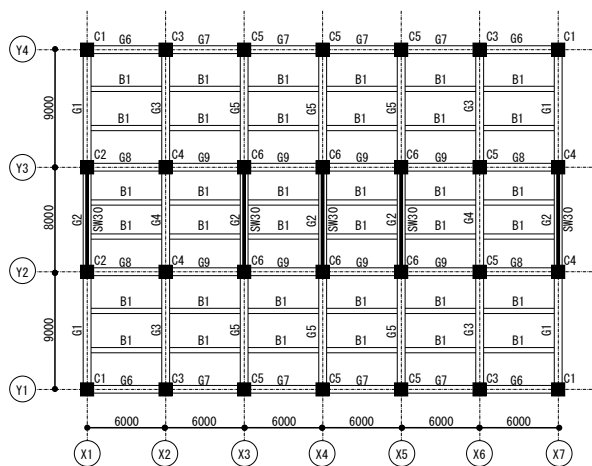 C1 G6 C3 G7 C5 G7 C5 G7 C5 G7 C3 G6 C1
Y4
B1 B1 B1 B1 B1 B1
9000 G1 G3 G5 G5 G5 G3 G1
B1 B1 B1 B1 B1 B1
C2 G8 C4 G9 C6 G9 C6 G9 C6 G9 C5 G8 C4
Y3
B1 B1 B1 B1 B1 B1
8000 G2 SW30 G4 G2 SW30 G2 SW30 G2 SW30 G4 G2 SW30
B1 B1 B1 B1 B1 B1
C2 G8 C4 G9 C6 G9 C6 G9 C6 G9 C5 G8 C4
Y2
B1 B1 B1 B1 B1 B1
9000 G1 G3 G5 G5 G5 G3 G1
B1 B1 B1 B1 B1 B1
C1 G6 C3 G7 C5 G7 C5 G7 C5 G7 C3 G6 C1
Y1
6000 6000 6000 6000 6000 6000
X1 X2 X3 X4 X5 X6 X7